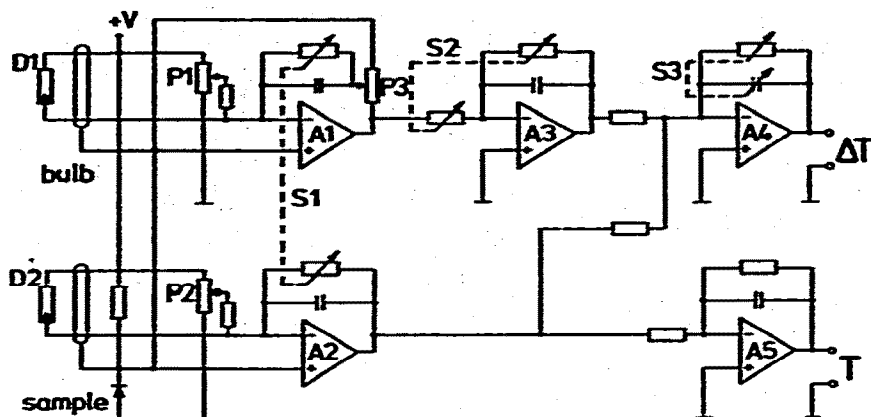 +V
D1
P1
P3
S2
S3
A1
A3
A4
ΔT
bulb
S1
D2
P2
A2
A5
T
sample